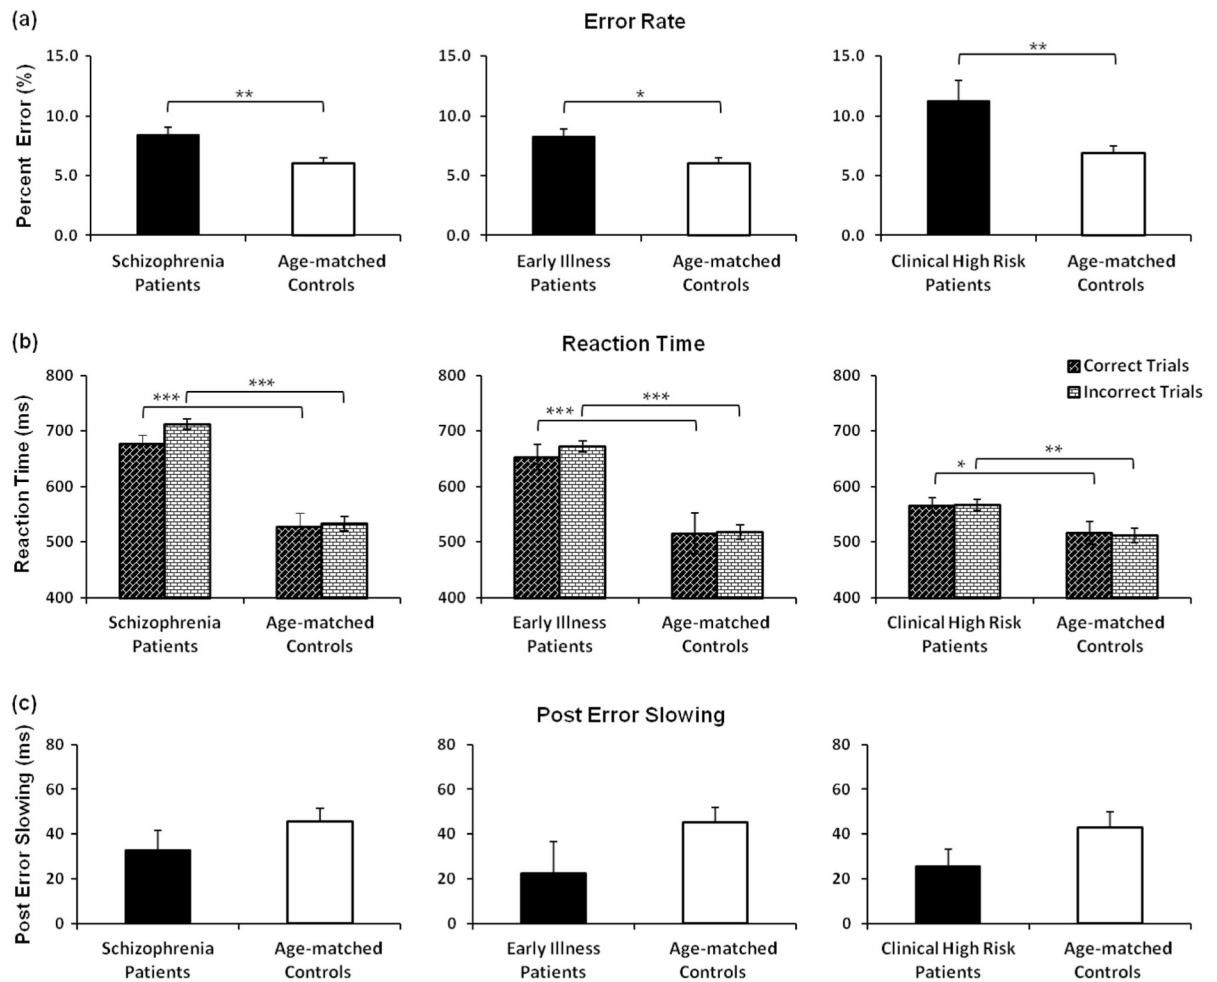 (a)
Error Rate
Percent Error (%)
15.0
10.0
5.0
0.0
**
Schizophrenia
Patients
Age-matched
Controls
15.0
10.0
5.0
0.0
*
Early Illness
Patients
Age-matched
Controls
15.0
10.0
5.0
0.0
**
Clinical High Risk
Patients
Age-matched
Controls
(b)
Reaction Time
Reaction Time (ms)
800
700
600
500
400
***
***
Schizophrenia
Patients
Age-matched
Controls
800
700
600
500
400
***
***
Early Illness
Patients
Age-matched
Controls
800
700
600
500
400
*
**
Correct Trials
Incorrect Trials
Clinical High Risk
Patients
Age-matched
Controls
(c)
Post Error Slowing
Post Error Slowing (ms)
80
60
40
20
0
Schizophrenia
Patients
Age-matched
Controls
80
60
40
20
0
Early Illness
Patients
Age-matched
Controls
80
60
40
20
0
Clinical High Risk
Patients
Age-matched
Controls